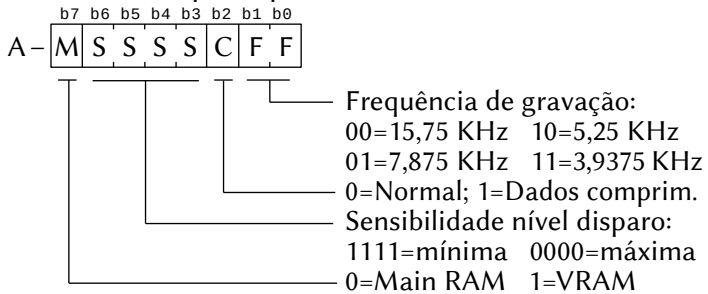 b7 b6 b5 b4 b3 b2 b1 b0
A – M S S S S C F F
Frequência de gravação:
00=15,75 KHz 10=5,25 KHz
01=7,875 KHz 11=3,9375 KHz
0=Normal; 1=Dados comprim.
Sensibilidade nível disparo:
1111=mínima 0000=máxima
0=Main RAM 1=VRAM